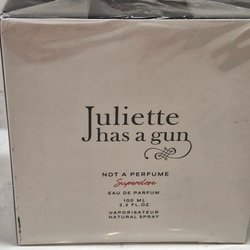 Juliette
has a gun
NOT A PERFUME
Superdose
EAU DE PARFUM
100 ML
3.3 FL.OZ
VAPORISATEUR
NATURAL SPRAY